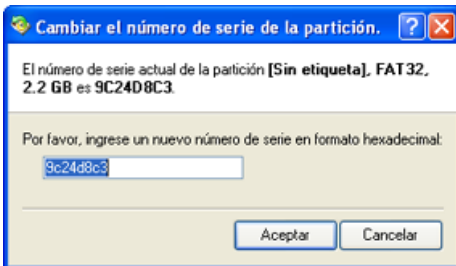 Cambiar el número de serie de la partición.
El número de serie actual de la partición [Sin etiqueta], FAT32,
2.2 GB es 9C24D8C3.
Por favor, ingrese un nuevo número de serie en formato hexadecimal:
9c24d8c3
Aceptar Cancelar